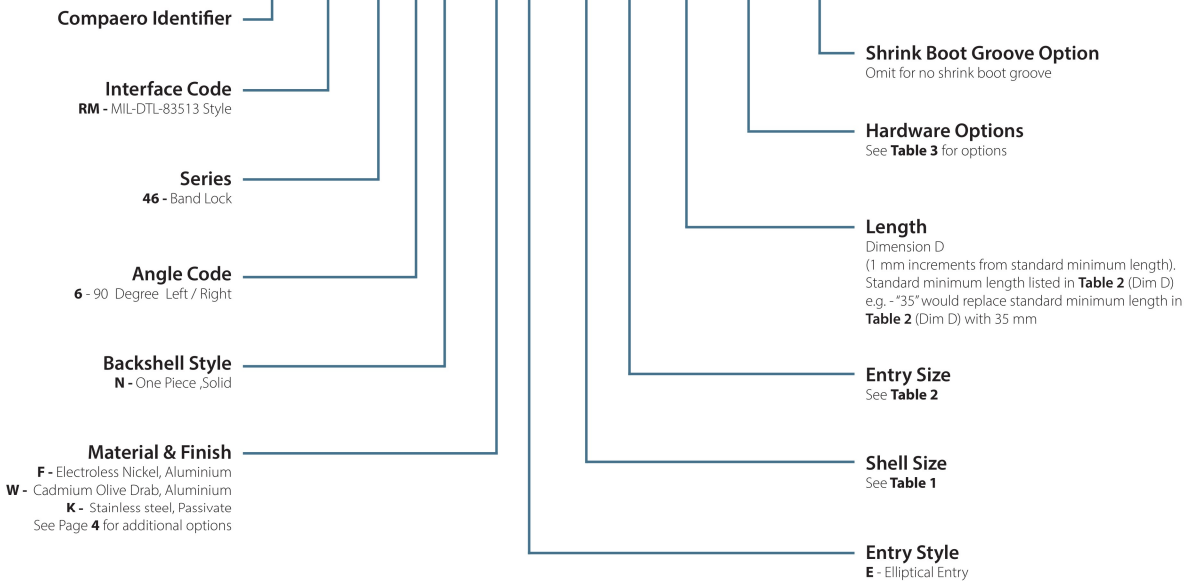 Compaero Identifier
Interface Code
RM - MIL-DTL-83513 Style
Series
46 - Band Lock
Angle Code
6 - 90 Degree Left / Right
Backshell Style
N - One Piece ,Solid
Material & Finish
F - Electroless Nickel, Aluminium
W - Cadmium Olive Drab, Aluminium
K - Stainless steel, Passivate
See Page 4 for additional options
Shrink Boot Groove Option
Omit for no shrink boot groove
Hardware Options
See Table 3 for options
Length
Dimension D
(1 mm increments from standard minimum length).
Standard minimum length listed in Table 2 (Dim D)
e.g. - "35" would replace standard minimum length in
Table 2 (Dim D) with 35 mm
Entry Size
See Table 2
Shell Size
See Table 1
Entry Style
E - Elliptical Entry